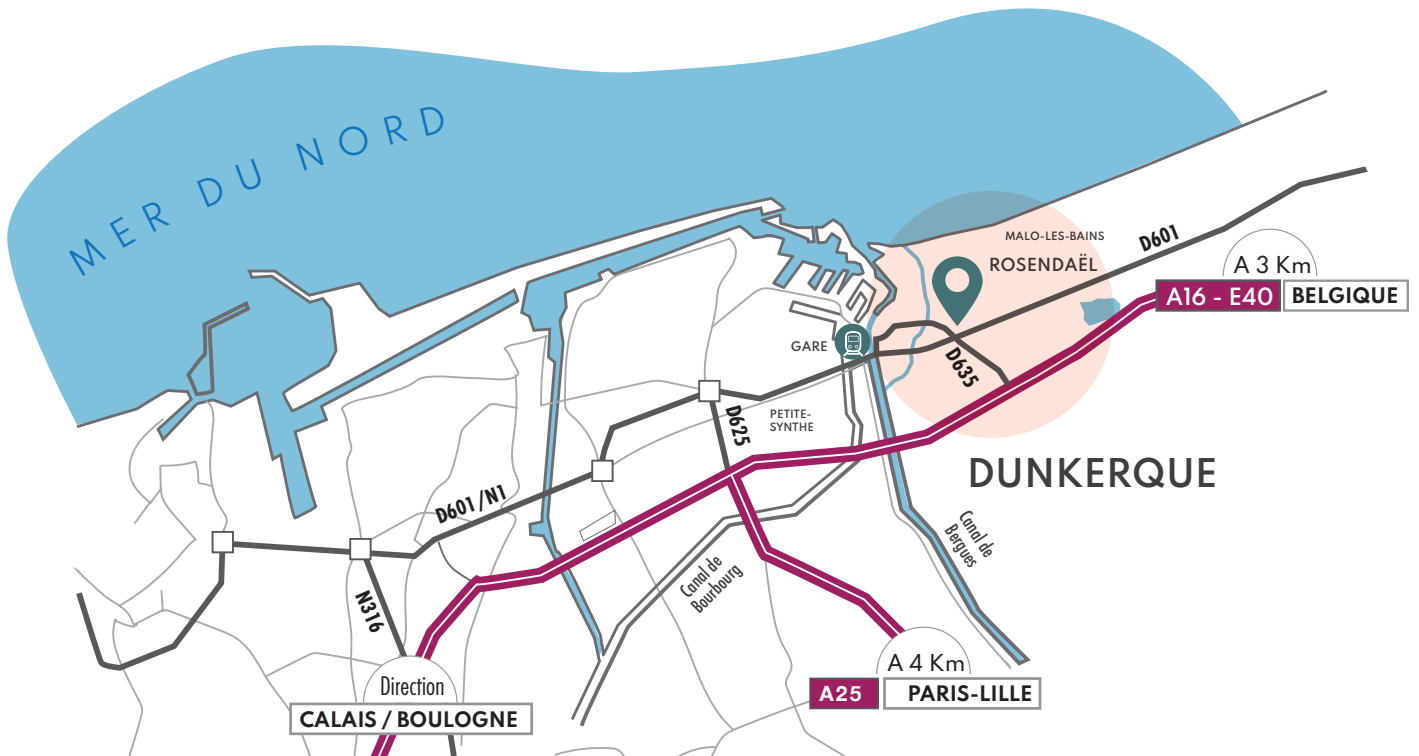 MER DU NORD
MALO-LES-BAINS
ROSENDAËL
D601
A 3 Km
A16 - E40 BELGIQUE
GARE
D635
PETITE-
SYNTHE
D625
DUNKERQUE
D601/N1
Canal de
Bergues
Canal de
Bourbourg
N316
A 4 Km
A25 PARIS-LILLE
Direction
CALAIS / BOULOGNE